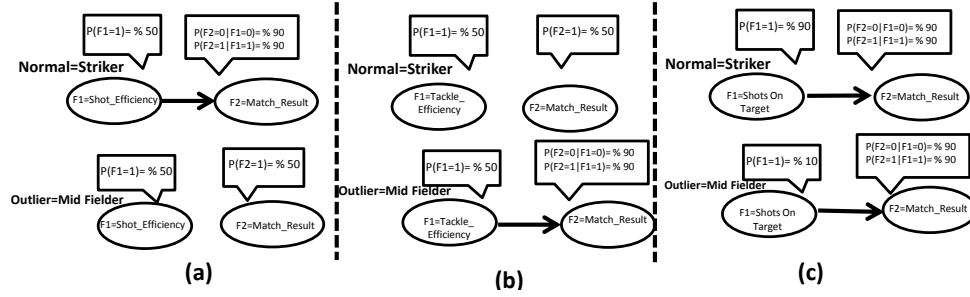 P(F1=1)= % 50
P(F2=0|F1=0)= % 90
P(F2=1|F1=1)= % 90
Normal=Striker
F1=Shot_Efficiency
F2=Match_Result
P(F1=1)= % 50
P(F2=1)= % 50
Outlier=Mid Fielder
F1=Shot_Efficiency
F2=Match_Result
(a)
P(F1=1)= % 50
P(F2=1)= % 50
Normal=Striker
F1=Tackle_
Efficiency
F2=Match_Result
P(F1=1)= % 50
P(F2=0|F1=0)= % 90
P(F2=1|F1=1)= % 90
Outlier=Mid Fielder
F1=Tackle_
Efficiency
F2=Match_Result
(b)
P(F1=1)= % 90
P(F2=0|F1=0)= % 90
P(F2=1|F1=1)= % 90
Normal=Striker
F1=Shots On
Target
F2=Match_Result
P(F1=1)= % 10
P(F2=0|F1=0)= % 90
P(F2=1|F1=1)= % 90
Outlier=Mid Fielder
F1=Shots On
Target
F2=Match_Result
(c)